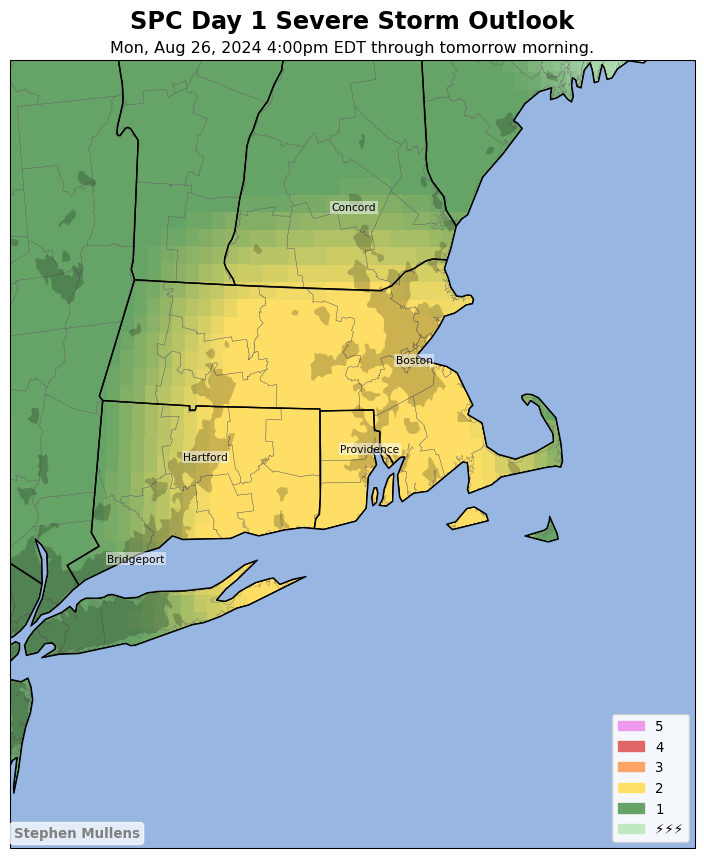 SPC Day 1 Severe Storm Outlook
Mon, Aug 26, 2024 4:00pm EDT through tomorrow morning.
Concord
Boston
Providence
Hartford
Bridgeport
5
4
3
2
1
⚡⚡⚡
Stephen Mullens